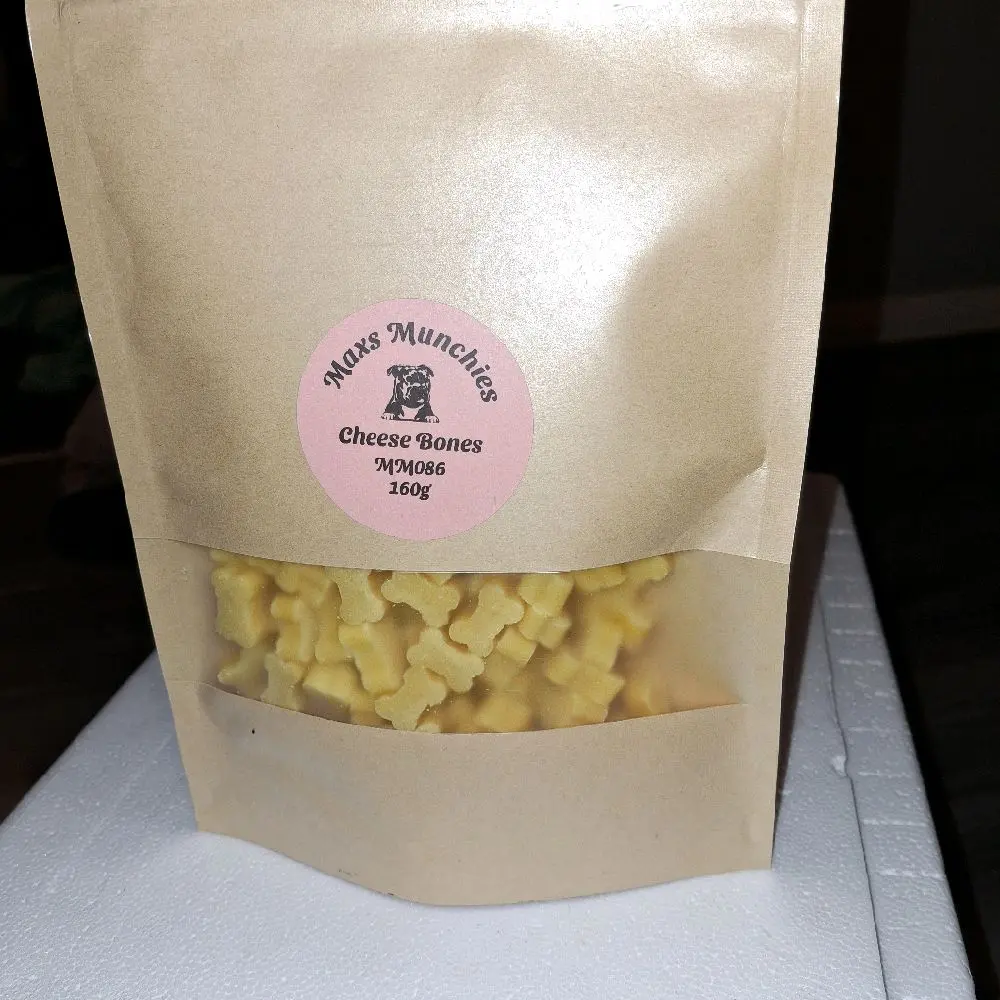 Maxs Munchies
Cheese Bones
MM086
160g